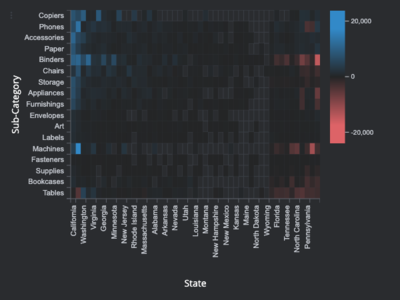 Sub-Category
Copiers
Phones
Accessories
Paper
Binders
Chairs
Storage
Appliances
Furnishings
Envelopes
Art
Labels
Machines
Fasteners
Supplies
Bookcases
Tables
20,000
0
-20,000
California
Washington
Virginia
Georgia
Minnesota
New Jersey
Rhode Island
Massachusetts
Alabama
Arkansas
Nevada
Utah
Louisiana
Montana
New Hampshire
New Mexico
Kansas
Maine
North Dakota
Wyoming
Florida
Tennessee
North Carolina
Pennsylvania
State